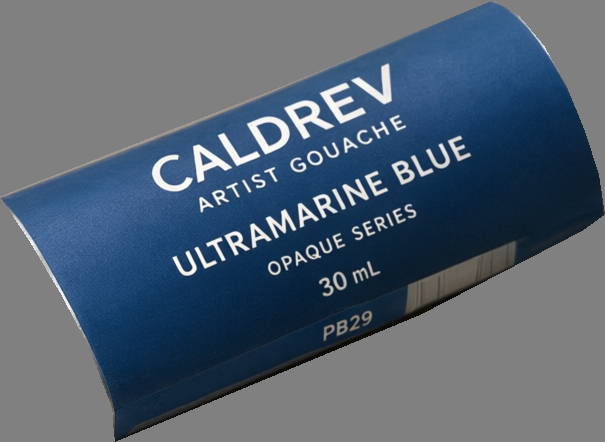 CALDREV
ARTIST GOUACHE
ULTRAMARINE BLUE
OPAQUE SERIES
30 mL
PB29